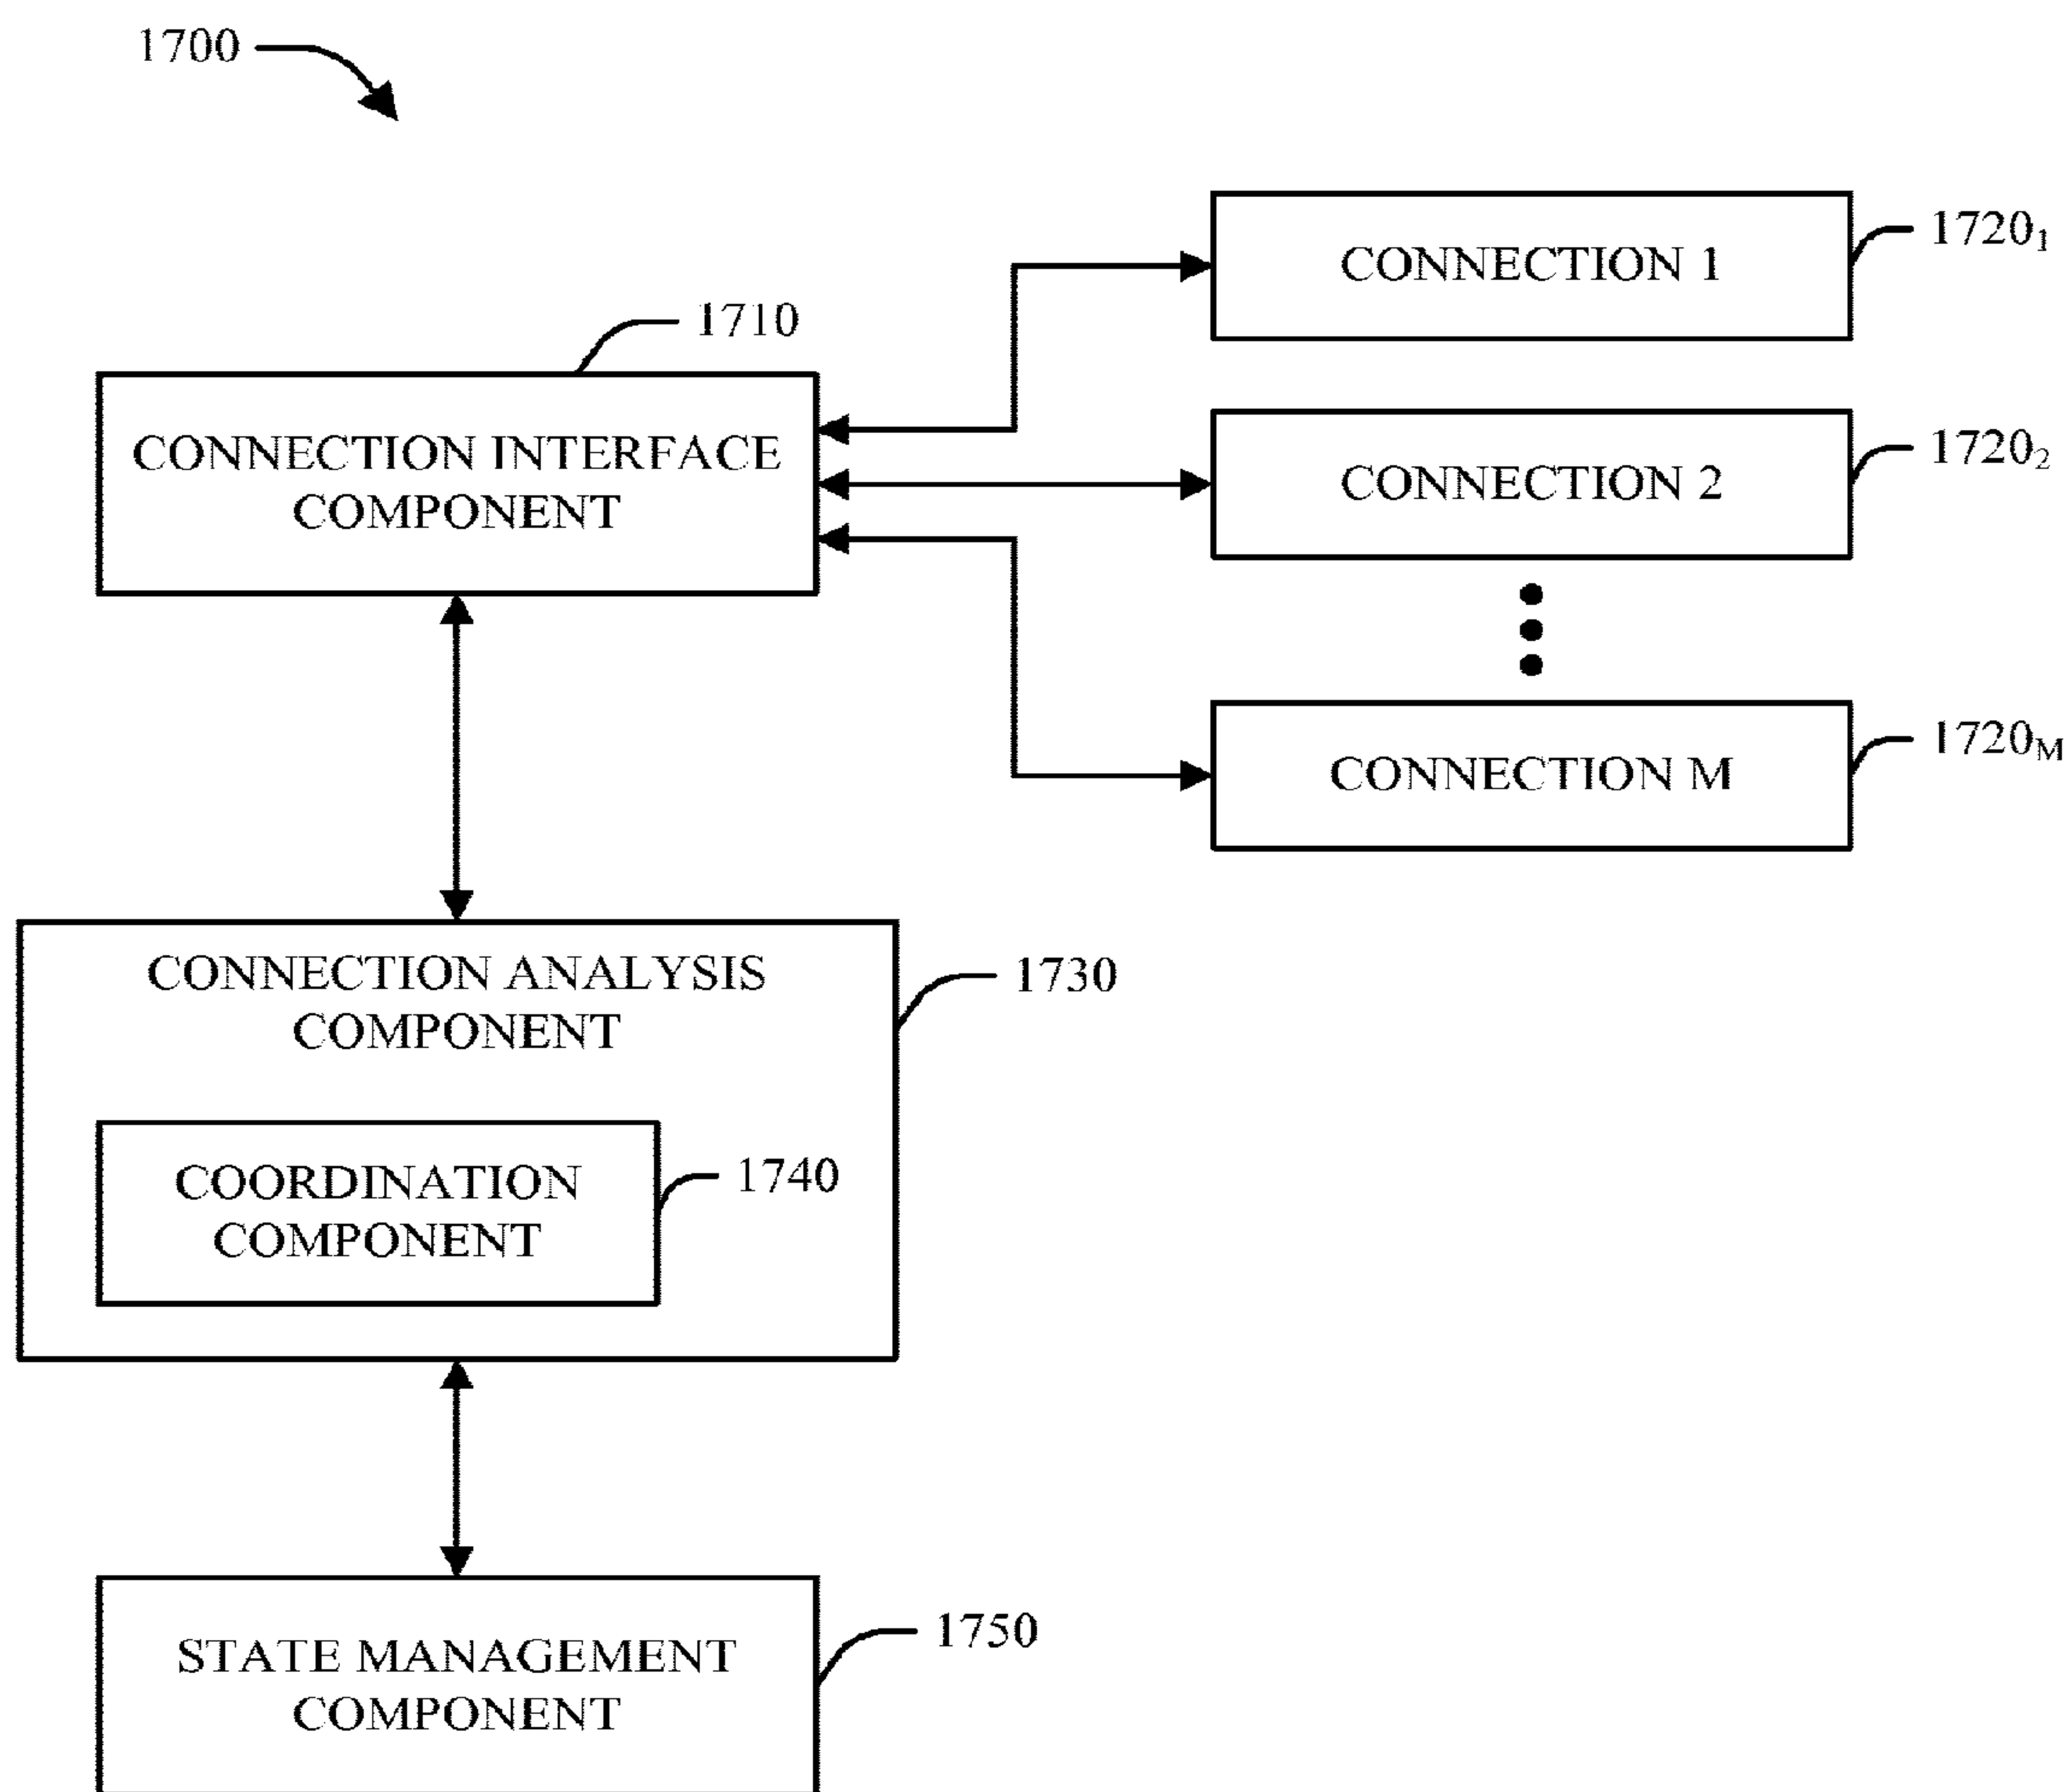 1700
CONNECTION 1
1720₁
1710
CONNECTION INTERFACE
COMPONENT
CONNECTION 2
1720₂
CONNECTION M
1720ₘ
CONNECTION ANALYSIS
COMPONENT
1730
COORDINATION
COMPONENT
1740
STATE MANAGEMENT
COMPONENT
1750